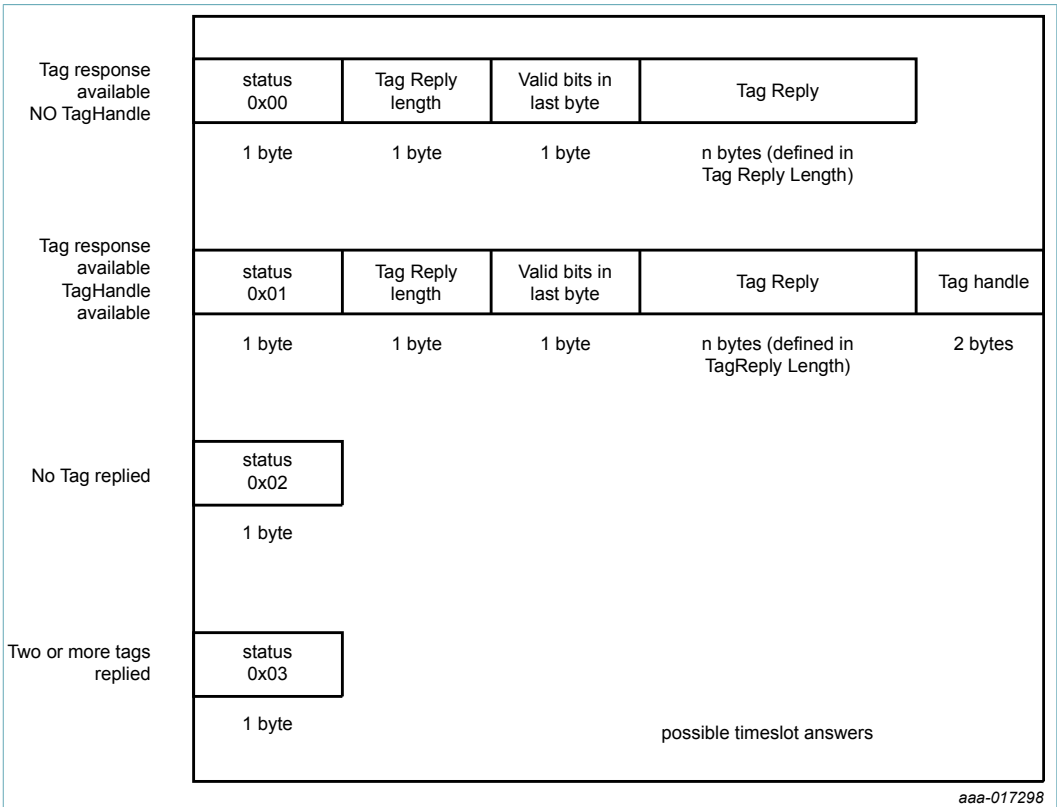 Tag response
available
NO TagHandle
status
0x00
Tag Reply
length
Valid bits in
last byte
Tag Reply
1 byte
1 byte
1 byte
n bytes (defined in
Tag Reply Length)
Tag response
available
TagHandle
available
status
0x01
Tag Reply
length
Valid bits in
last byte
Tag Reply
Tag handle
1 byte
1 byte
1 byte
n bytes (defined in
TagReply Length)
2 bytes
No Tag replied
status
0x02
1 byte
Two or more tags
replied
status
0x03
1 byte
possible timeslot answers
aaa-017298